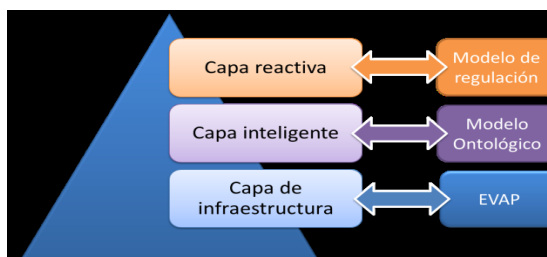 Capa reactiva
Modelo de
regulación
Capa inteligente
Modelo
Ontológico
Capa de
infraestructura
EVAP